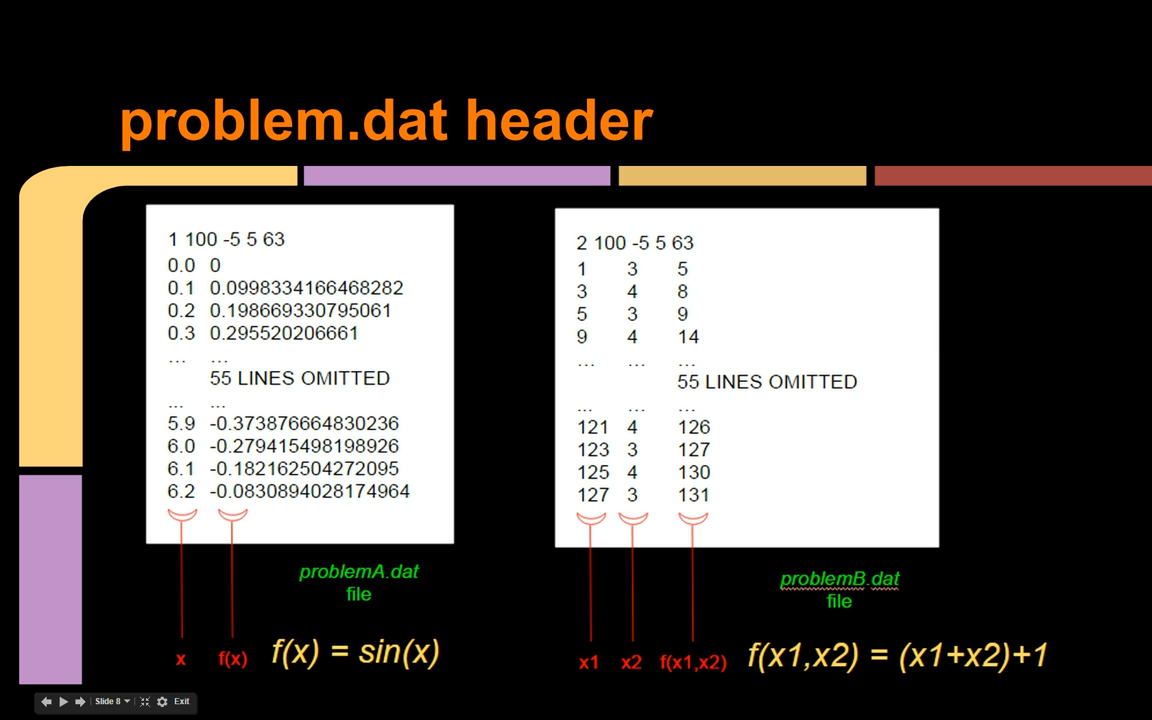 problem.dat header
1 100 -5 5 63
0.0 0
0.1 0.0998334166468282
0.2 0.198669330795061
0.3 0.295520206661
... ...
55 LINES OMITTED
... ...
5.9 -0.373876664830236
6.0 -0.279415498198926
6.1 -0.182162504272095
6.2 -0.0830894028174964
x f(x)
problemA.dat
file
f(x) = sin(x)
2 100 -5 5 63
1 3 5
3 4 8
5 3 9
9 4 14
... ... ...
55 LINES OMITTED
... ... ...
121 4 126
123 3 127
125 4 130
127 3 131
x1 x2 f(x1,x2)
problemB.dat
file
f(x1,x2) = (x1+x2)+1
Slide 8 Exit